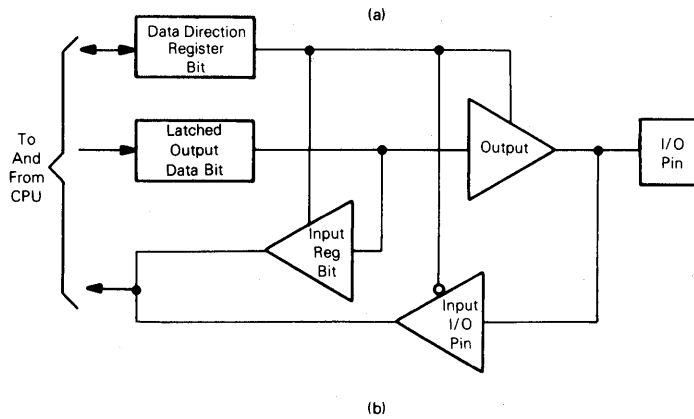 (a)
Data Direction
Register
Bit
To
And
From
CPU
Latched
Output
Data Bit
Output
I/O
Pin
Input
Reg
Bit
Input
I/O
Pin
(b)